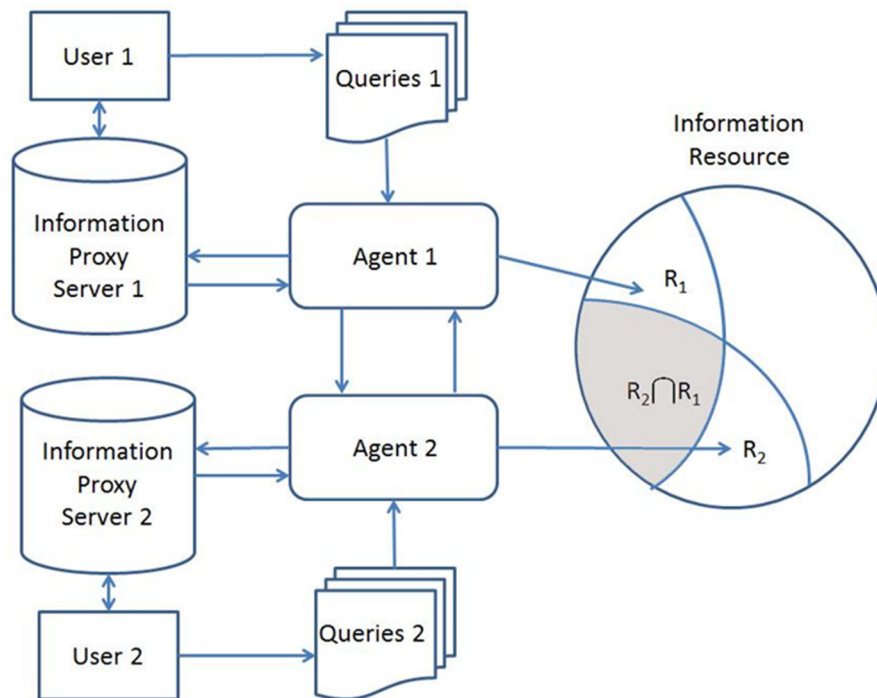 User 1
Queries 1
Information
Resource
Information
Proxy
Server 1
Agent 1
R₁
R₂⋂R₁
Information
Proxy
Server 2
Agent 2
R₂
User 2
Queries 2